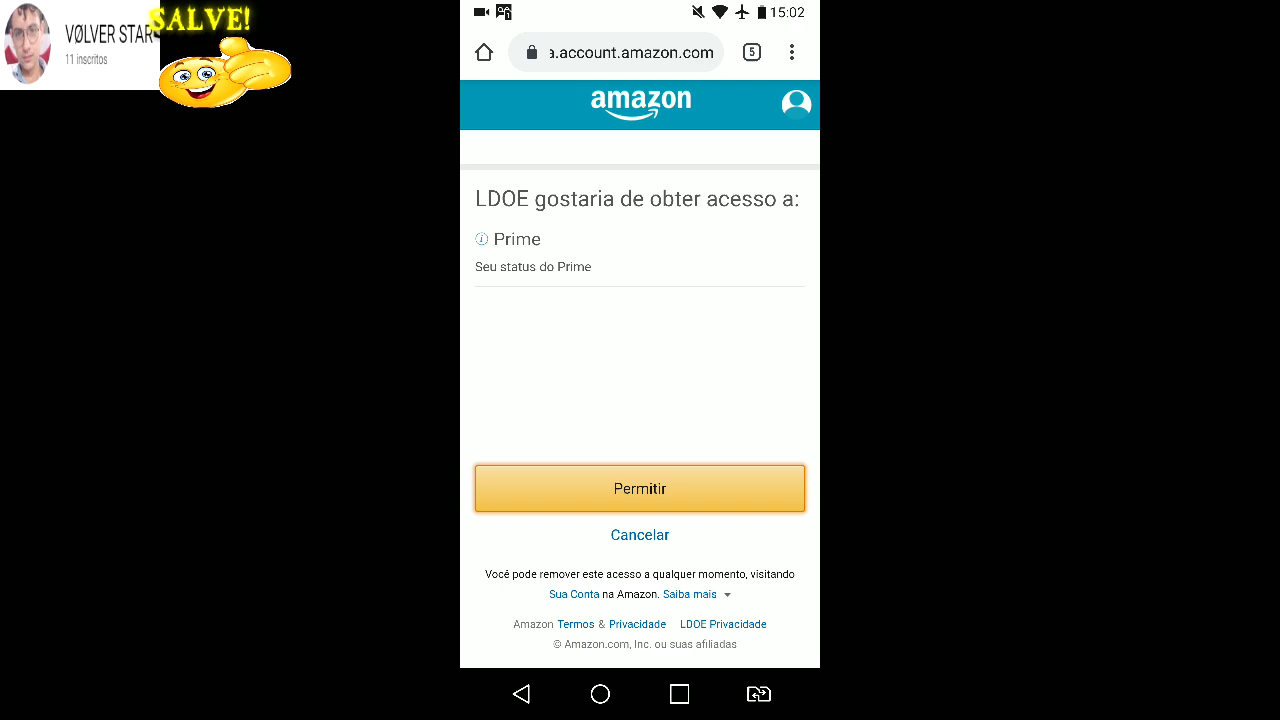 SALVE!
VØLVER STAR
11 inscritos
15:02
a.account.amazon.com
5
amazon
LDOE gostaria de obter acesso a:
Prime
Seu status do Prime
Permitir
Cancelar
Você pode remover este acesso a qualquer momento, visitando
Sua Conta na Amazon. Saiba mais
Amazon Termos & Privacidade LDOE Privacidade
© Amazon.com, Inc. ou suas afiliadas